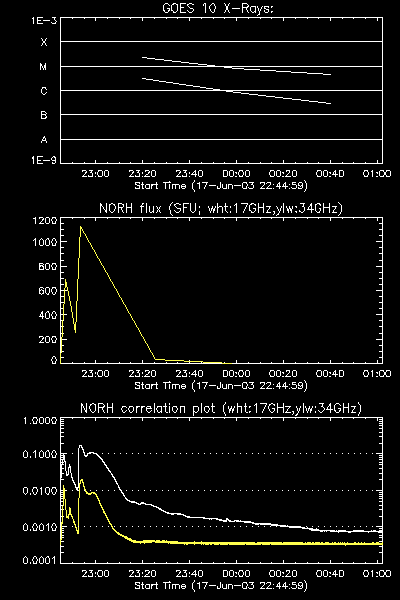 GOES 10 X-Rays:
1E-3
X
M
C
B
A
1E-9
23:00 23:20 23:40 00:00 00:20 00:40 01:00
Start Time (17-Jun-03 22:44:59)
NORH flux (SFU; wht:17GHz,ylw:34GHz)
1200
1000
800
600
400
200
0
23:00 23:20 23:40 00:00 00:20 00:40 01:00
Start Time (17-Jun-03 22:44:59)
NORH correlation plot (wht:17GHz,ylw:34GHz)
1.0000
0.1000
0.0100
0.0010
0.0001
23:00 23:20 23:40 00:00 00:20 00:40 01:00
Start Time (17-Jun-03 22:44:59)